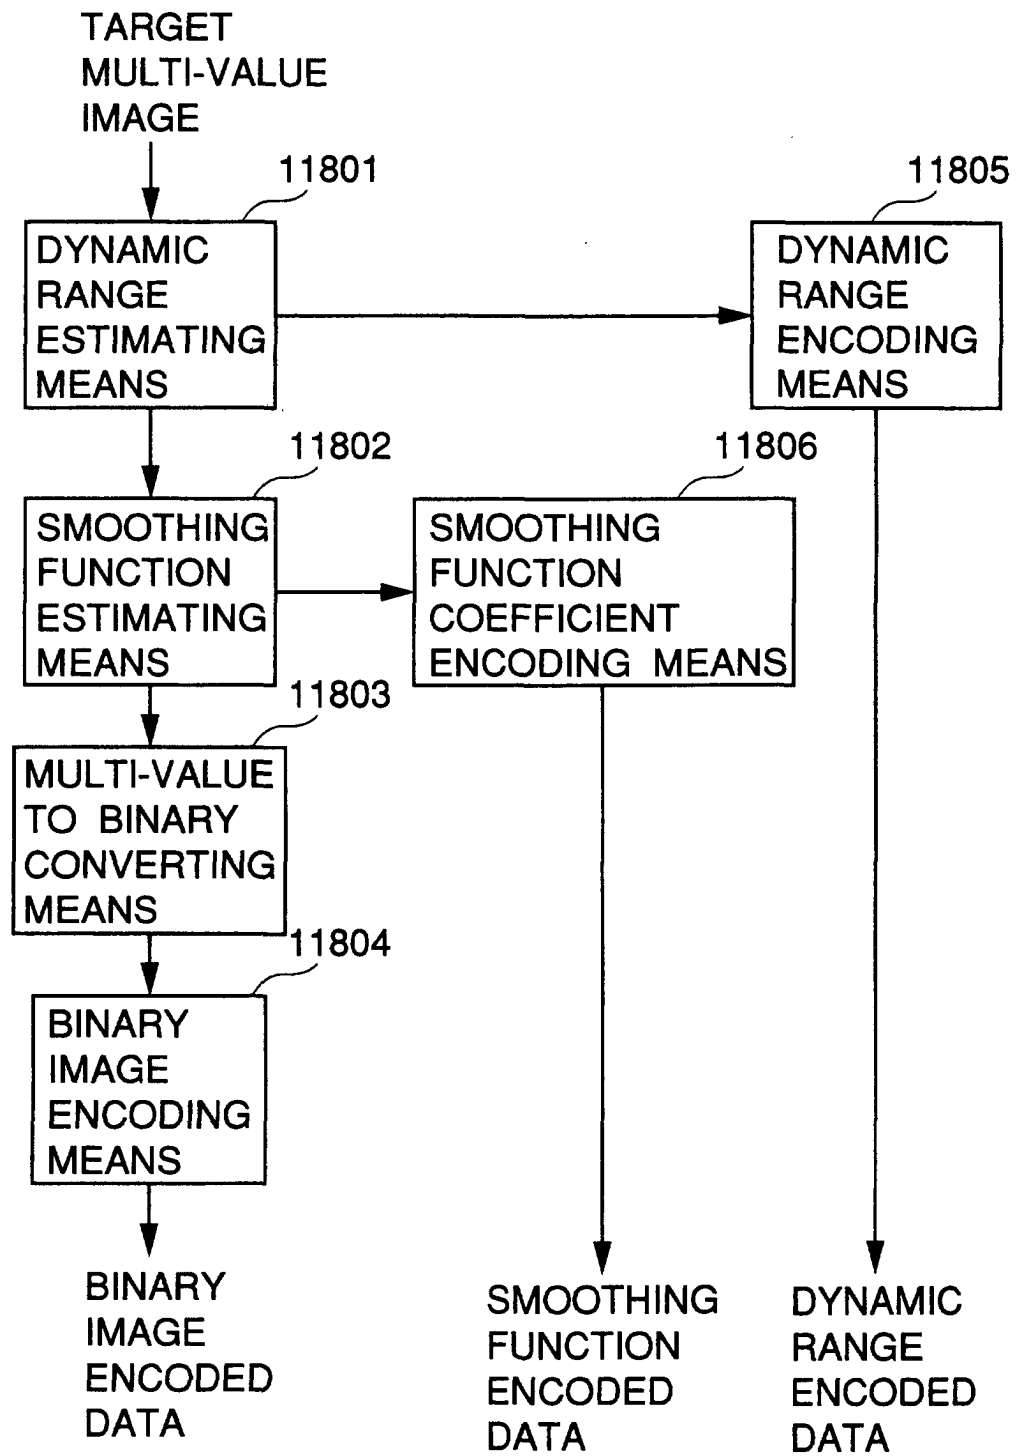 TARGET
MULTI-VALUE
IMAGE
11801
DYNAMIC
RANGE
ESTIMATING
MEANS
11805
DYNAMIC
RANGE
ENCODING
MEANS
11802
SMOOTHING
FUNCTION
ESTIMATING
MEANS
11806
SMOOTHING
FUNCTION
COEFFICIENT
ENCODING MEANS
11803
MULTI-VALUE
TO BINARY
CONVERTING
MEANS
11804
BINARY
IMAGE
ENCODING
MEANS
BINARY
IMAGE
ENCODED
DATA
SMOOTHING
FUNCTION
ENCODED
DATA
DYNAMIC
RANGE
ENCODED
DATA